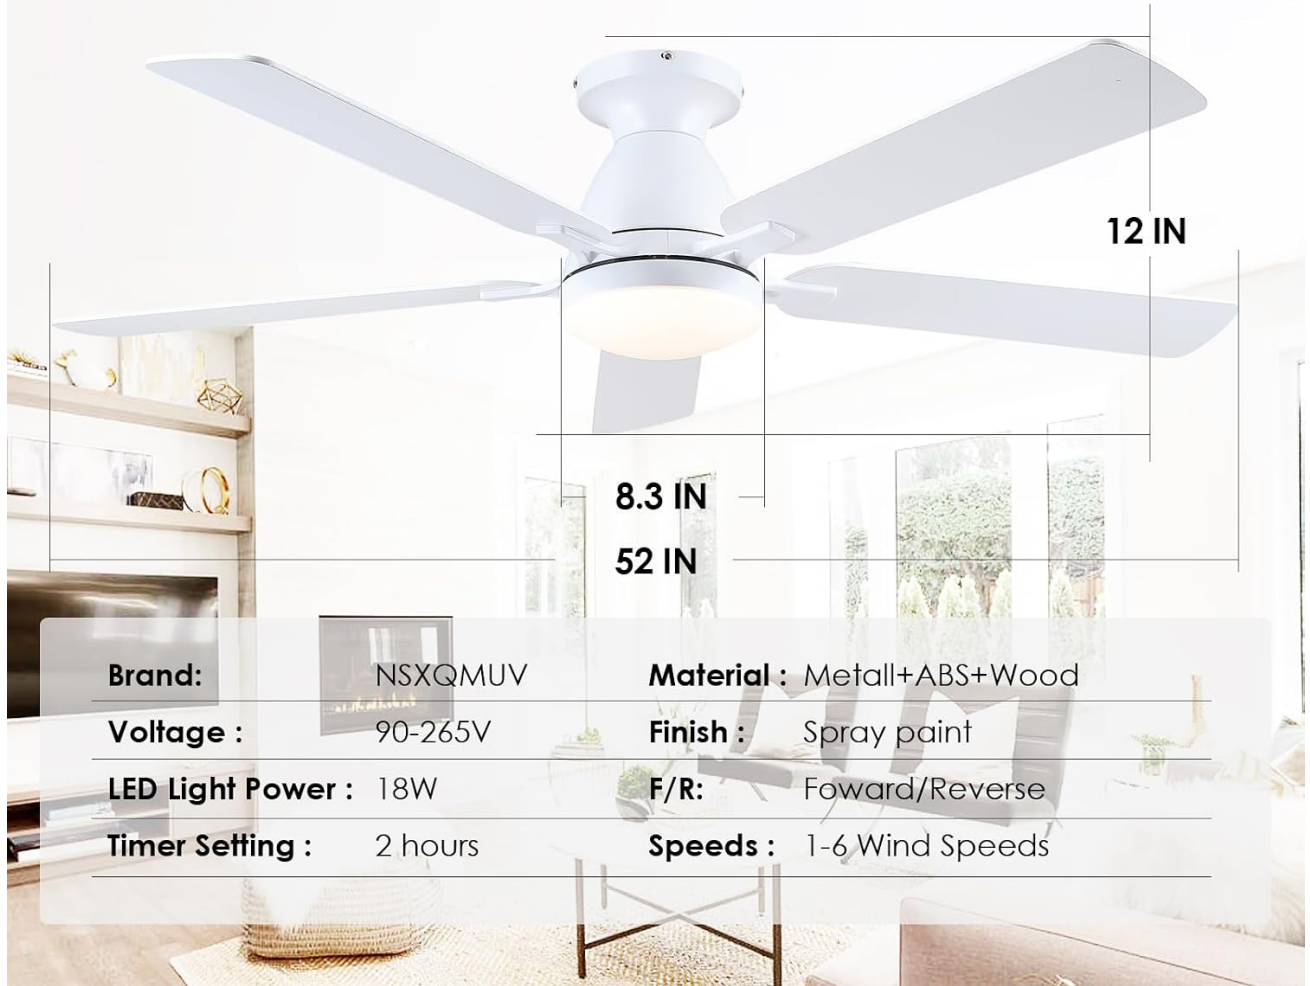 12 IN
8.3 IN
52 IN
Brand: NSXQMUV Material : Metall+ABS+Wood
Voltage : 90-265V Finish : Spray paint
LED Light Power : 18W F/R: Foward/Reverse
Timer Setting : 2 hours Speeds : 1-6 Wind Speeds